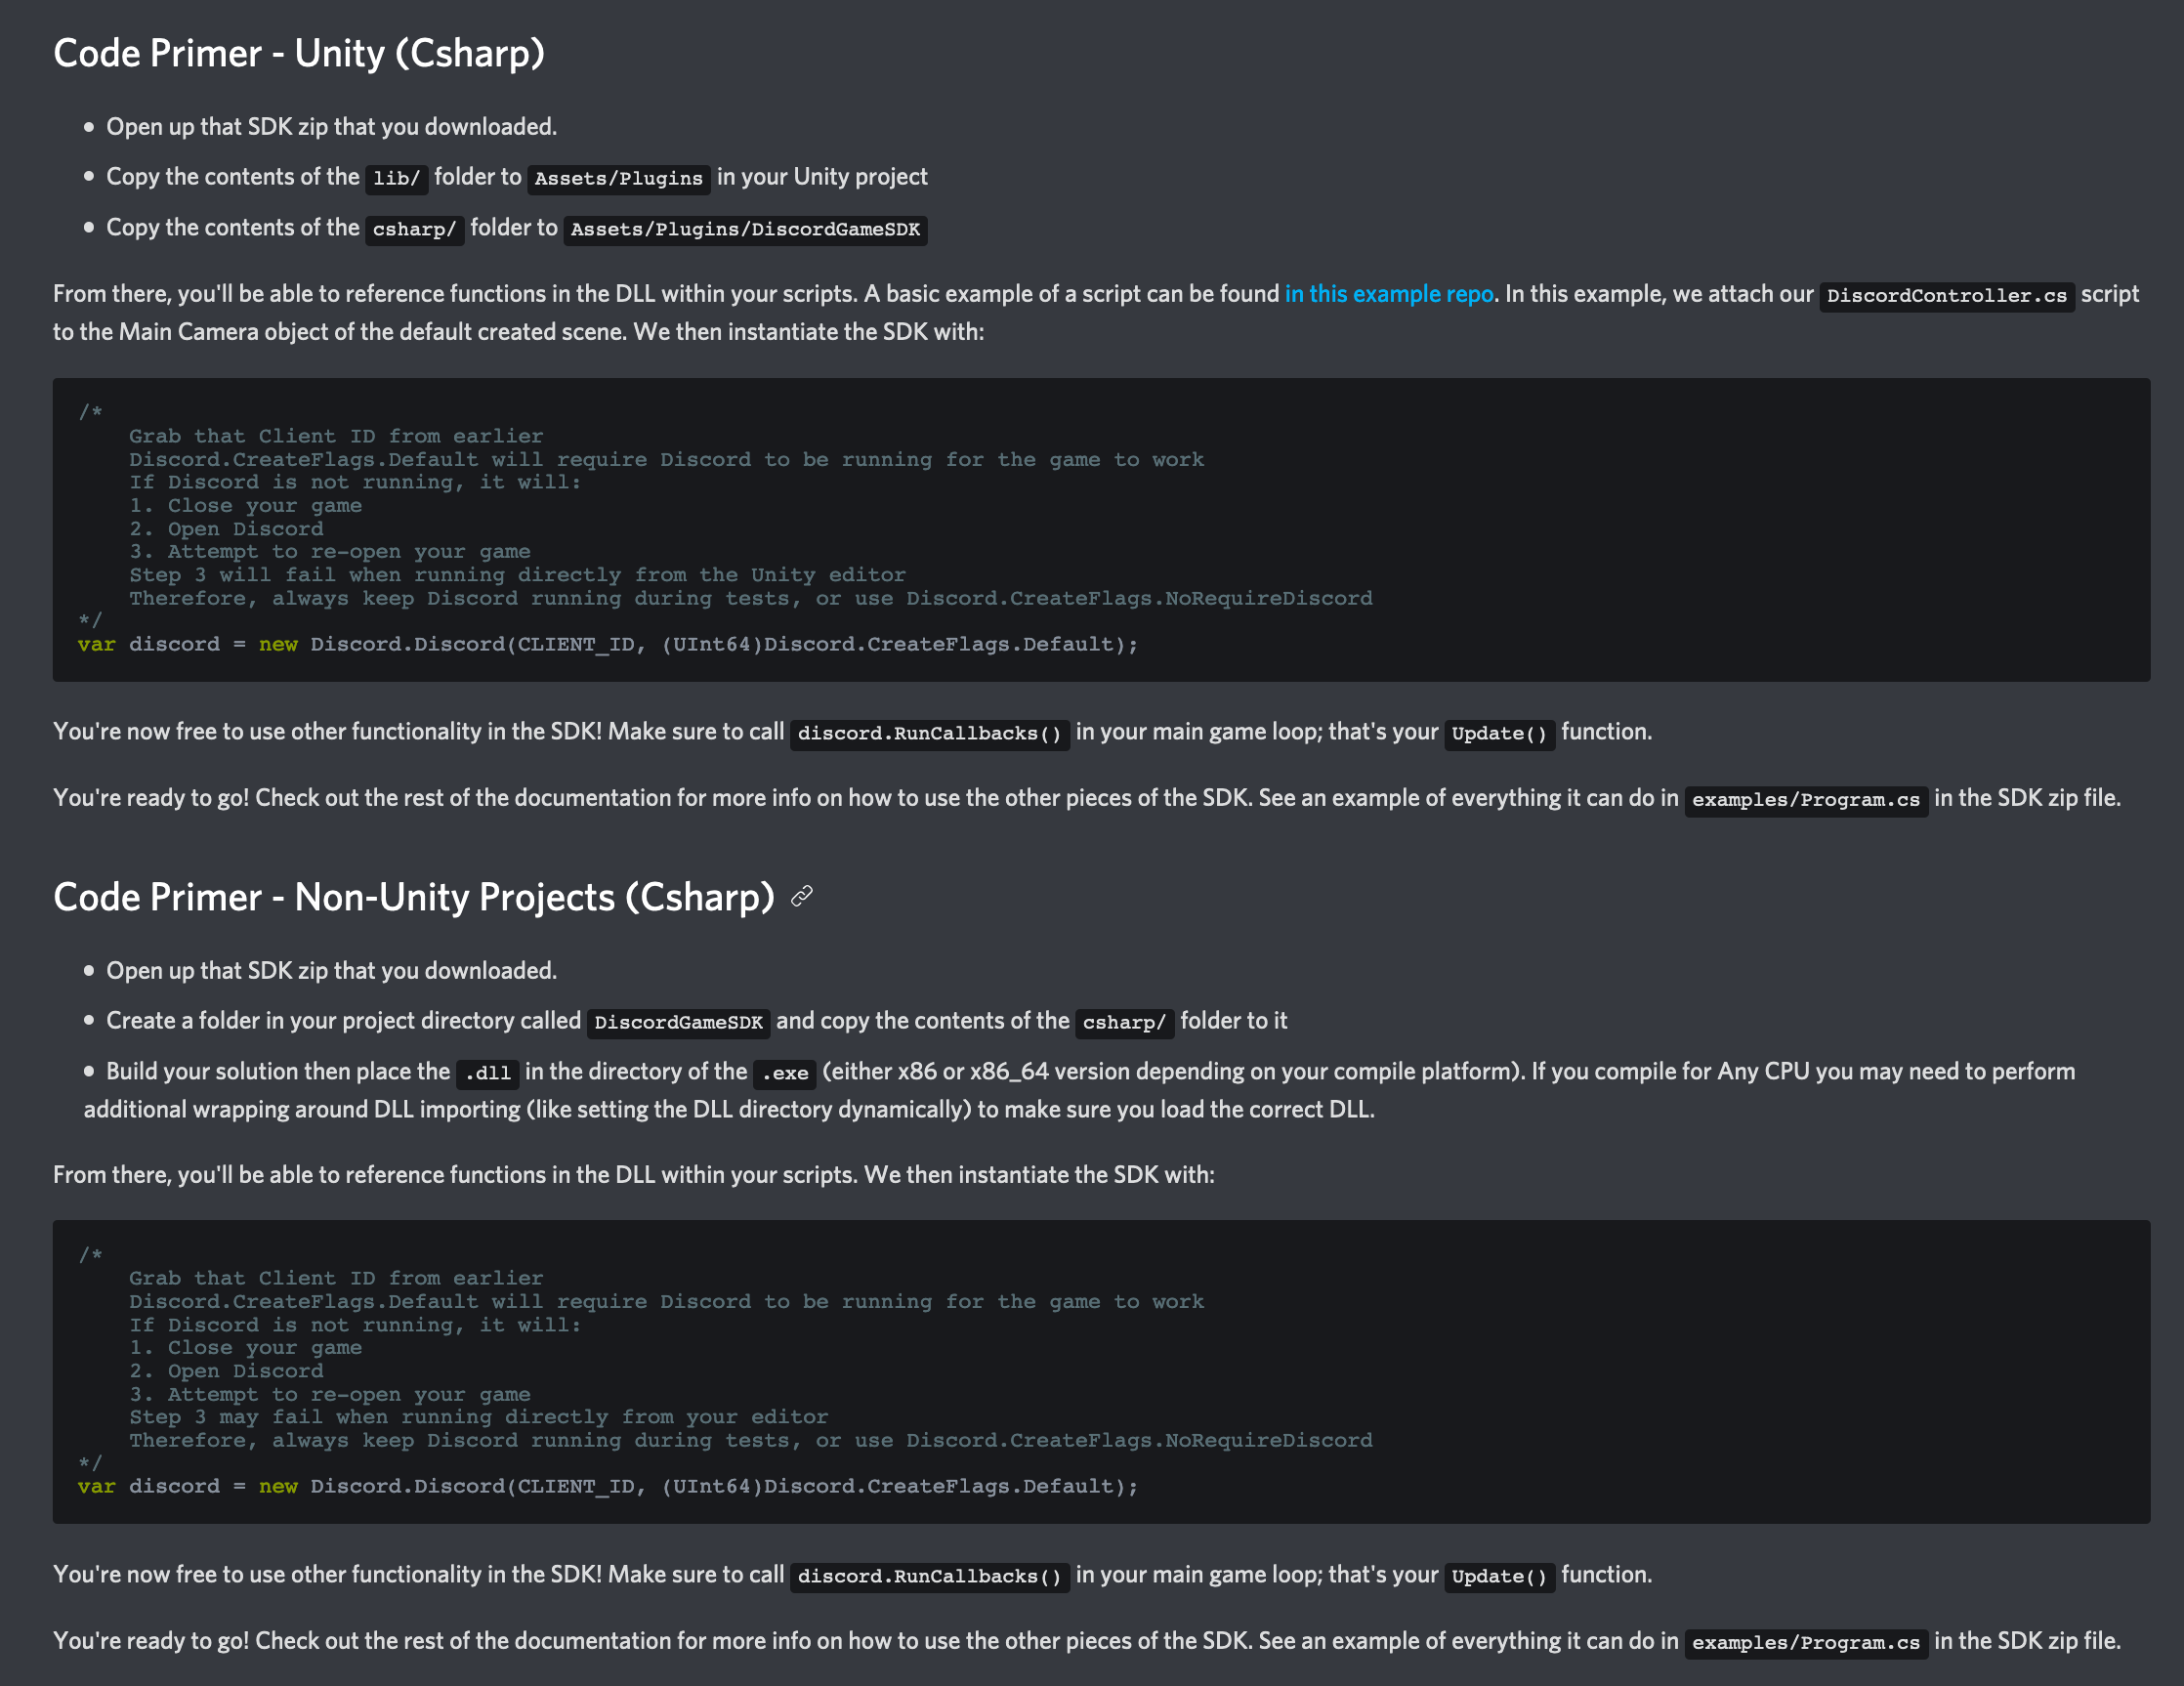 Code Primer - Unity (Csharp)
• Open up that SDK zip that you downloaded.
• Copy the contents of the lib/ folder to Assets/Plugins in your Unity project
• Copy the contents of the csharp/ folder to Assets/Plugins/DiscordGameSDK
From there, you'll be able to reference functions in the DLL within your scripts. A basic example of a script can be found in this example repo. In this example, we attach our DiscordController.cs script
to the Main Camera object of the default created scene. We then instantiate the SDK with:
/*
    Grab that Client ID from earlier
    Discord.CreateFlags.Default will require Discord to be running for the game to work
    If Discord is not running, it will:
    1. Close your game
    2. Open Discord
    3. Attempt to re-open your game
    Step 3 will fail when running directly from the Unity editor
    Therefore, always keep Discord running during tests, or use Discord.CreateFlags.NoRequireDiscord
*/
var discord = new Discord.Discord(CLIENT_ID, (UInt64)Discord.CreateFlags.Default);
You're now free to use other functionality in the SDK! Make sure to call discord.RunCallbacks() in your main game loop; that's your Update() function.
You're ready to go! Check out the rest of the documentation for more info on how to use the other pieces of the SDK. See an example of everything it can do in examples/Program.cs in the SDK zip file.
Code Primer - Non-Unity Projects (Csharp)
• Open up that SDK zip that you downloaded.
• Create a folder in your project directory called DiscordGameSDK and copy the contents of the csharp/ folder to it
• Build your solution then place the .dll in the directory of the .exe (either x86 or x86_64 version depending on your compile platform). If you compile for Any CPU you may need to perform
additional wrapping around DLL importing (like setting the DLL directory dynamically) to make sure you load the correct DLL.
From there, you'll be able to reference functions in the DLL within your scripts. We then instantiate the SDK with:
/*
    Grab that Client ID from earlier
    Discord.CreateFlags.Default will require Discord to be running for the game to work
    If Discord is not running, it will:
    1. Close your game
    2. Open Discord
    3. Attempt to re-open your game
    Step 3 may fail when running directly from your editor
    Therefore, always keep Discord running during tests, or use Discord.CreateFlags.NoRequireDiscord
*/
var discord = new Discord.Discord(CLIENT_ID, (UInt64)Discord.CreateFlags.Default);
You're now free to use other functionality in the SDK! Make sure to call discord.RunCallbacks() in your main game loop; that's your Update() function.
You're ready to go! Check out the rest of the documentation for more info on how to use the other pieces of the SDK. See an example of everything it can do in examples/Program.cs in the SDK zip file.